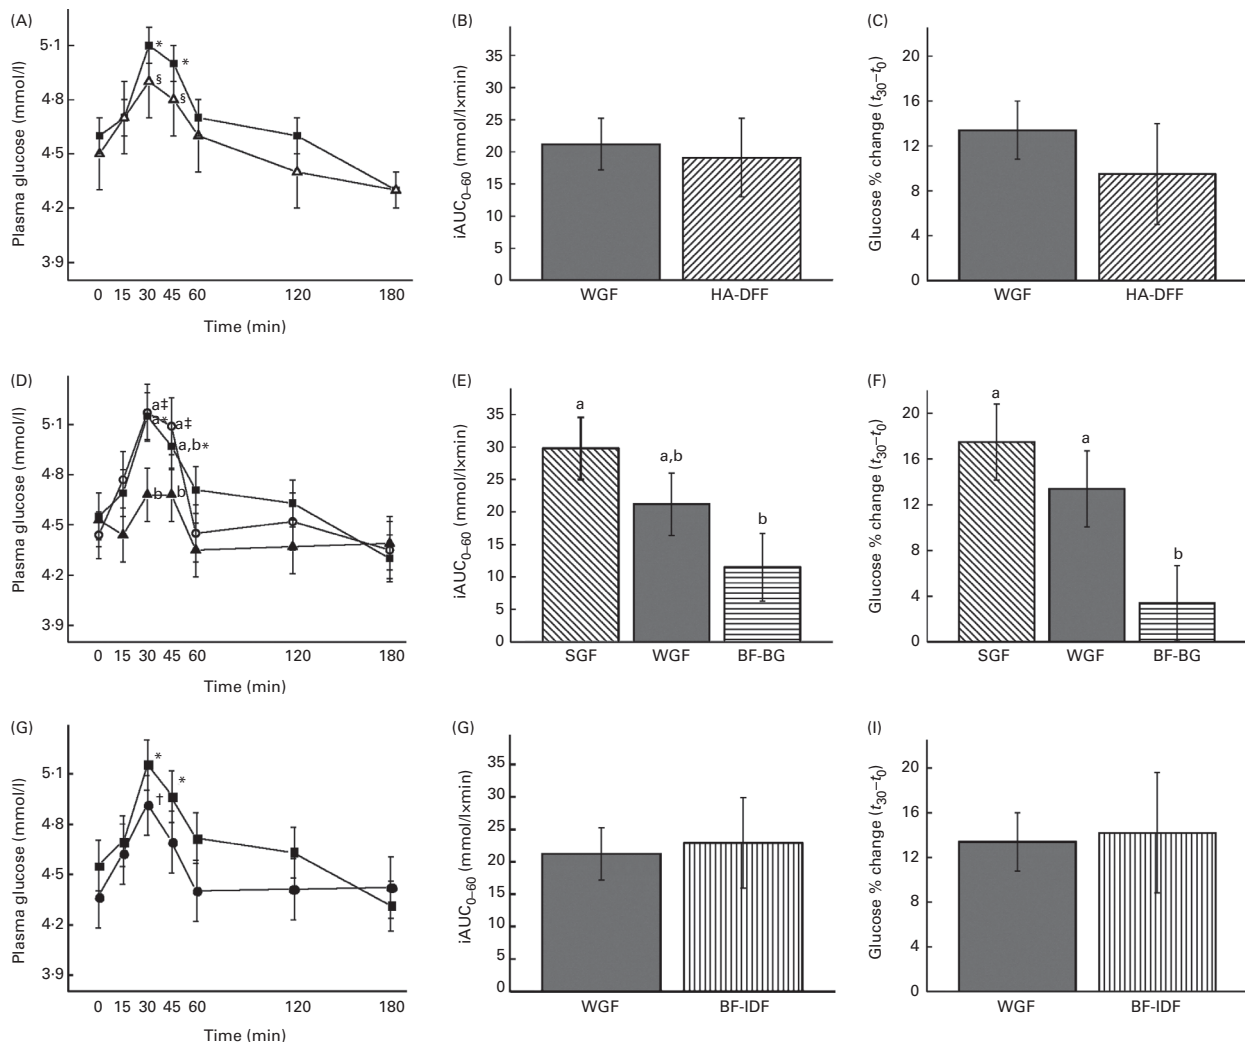 (A)
Plasma glucose (mmol/l)
5·1
4·8
4·5
4·2
3·9
*
*
§
§
0 15 30 45 60 120 180
Time (min)
(B)
iAUC0–60 (mmol/l×min)
35
30
25
20
15
10
5
0
WGF HA-DFF
(C)
Glucose % change (t30–t0)
20
16
12
8
4
0
WGF HA-DFF
(D)
Plasma glucose (mmol/l)
5·1
4·8
4·5
4·2
3·9
a‡
a*
a‡
a,b*
b b
0 15 30 45 60 120 180
Time (min)
(E)
iAUC0–60 (mmol/l×min)
35
30
25
20
15
10
5
0
a
a,b
b
SGF WGF BF-BG
(F)
Glucose % change (t30–t0)
20
16
12
8
4
0
a
a
b
SGF WGF BF-BG
(G)
Plasma glucose (mmol/l)
5·1
4·8
4·5
4·2
3·9
*
*
†
0 15 30 45 60 120 180
Time (min)
(G)
iAUC0–60 (mmol/l×min)
35
30
25
20
15
10
5
0
WGF BF-IDF
(I)
Glucose % change (t30–t0)
20
16
12
8
4
0
WGF BF-IDF